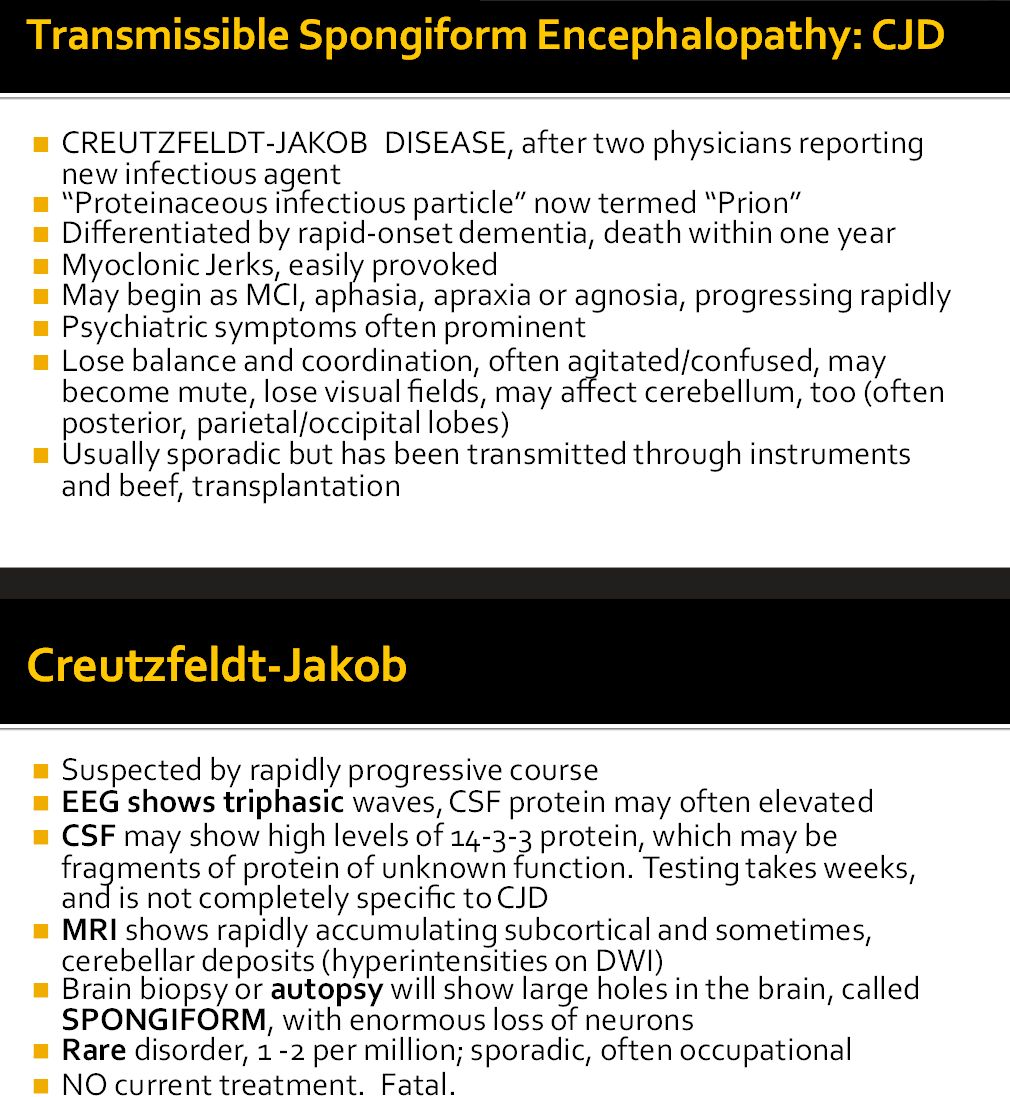 Transmissible Spongiform Encephalopathy: CJD
CREUTZFELDT-JAKOB DISEASE, after two physicians reporting
new infectious agent
“Proteinaceous infectious particle” now termed “Prion”
Differentiated by rapid-onset dementia, death within one year
Myoclonic Jerks, easily provoked
May begin as MCI, aphasia, apraxia or agnosia, progressing rapidly
Psychiatric symptoms often prominent
Lose balance and coordination, often agitated/confused, may
become mute, lose visual fields, may affect cerebellum, too (often
posterior, parietal/occipital lobes)
Usually sporadic but has been transmitted through instruments
and beef, transplantation
Creutzfeldt-Jakob
Suspected by rapidly progressive course
EEG shows triphasic waves, CSF protein may often elevated
CSF may show high levels of 14-3-3 protein, which may be
fragments of protein of unknown function. Testing takes weeks,
and is not completely specific to CJD
MRI shows rapidly accumulating subcortical and sometimes,
cerebellar deposits (hyperintensities on DWI)
Brain biopsy or autopsy will show large holes in the brain, called
SPONGIFORM, with enormous loss of neurons
Rare disorder, 1 -2 per million; sporadic, often occupational
NO current treatment. Fatal.